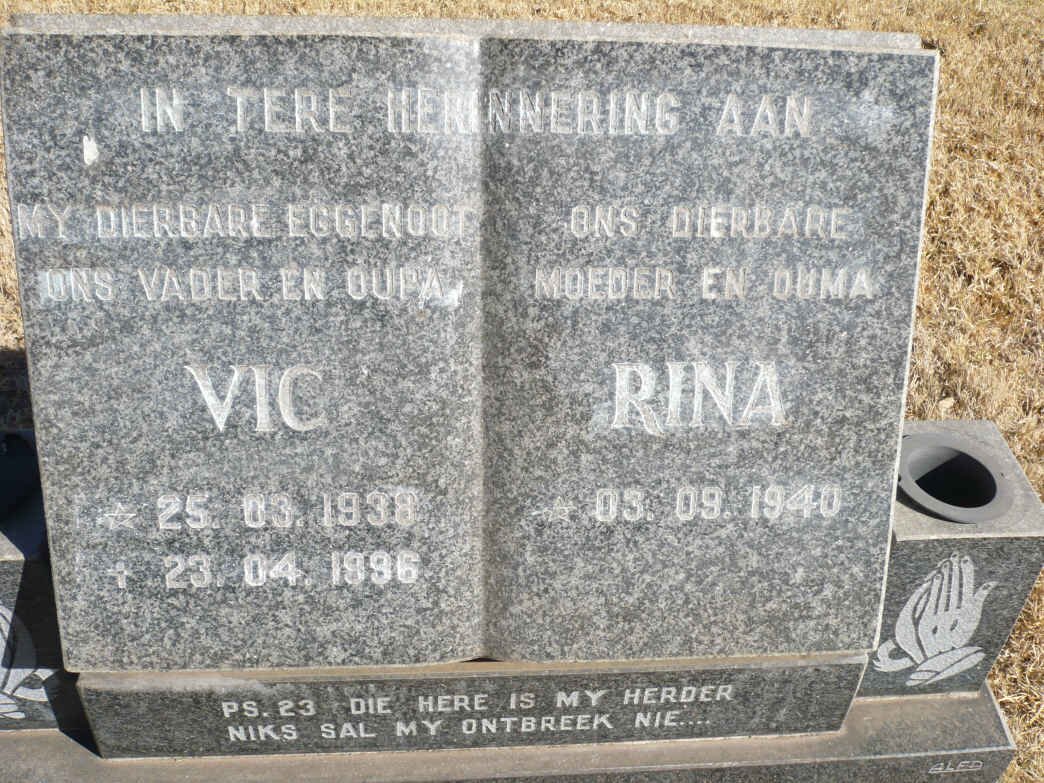 IN TERE HERINNERING AAN
MY DIERBARE EGGENOOT
ONS VADER EN OUPA,
VIC
☆ 25. 03. 1938
+ 23. 04. 1996
ONS DIERBARE
MOEDER EN OUMA
RINA
☆ 03. 09. 1940
PS. 23 DIE HERE IS MY HERDER
NIKS SAL MY ONTBREEK NIE....